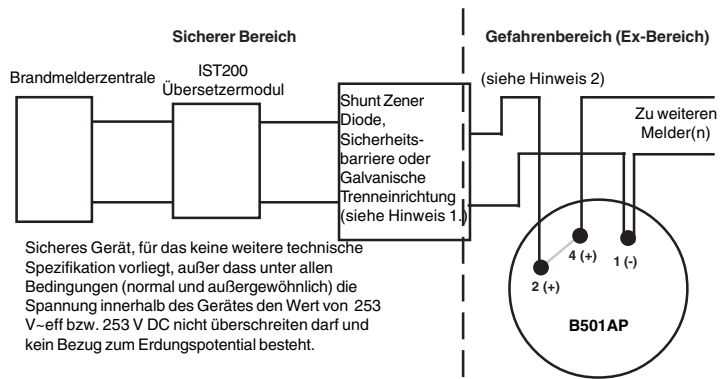 Sicherer Bereich
Gefahrenbereich (Ex-Bereich)
Brandmelderzentrale
IST200
Übersetzermodul
(siehe Hinweis 2)
Shunt Zener
Diode,
Sicherheits-
barriere oder
Galvanische
Trenneinrichtung
(siehe Hinweis 1.)
Zu weiteren
Melder(n)
4 (+)
1 (-)
2 (+)
B501AP
Sicheres Gerät, für das keine weitere technische
Spezifikation vorliegt, außer dass unter allen
Bedingungen (normal und außergewöhnlich) die
Spannung innerhalb des Gerätes den Wert von 253
V~eff bzw. 253 V DC nicht überschreiten darf und
kein Bezug zum Erdungspotential besteht.